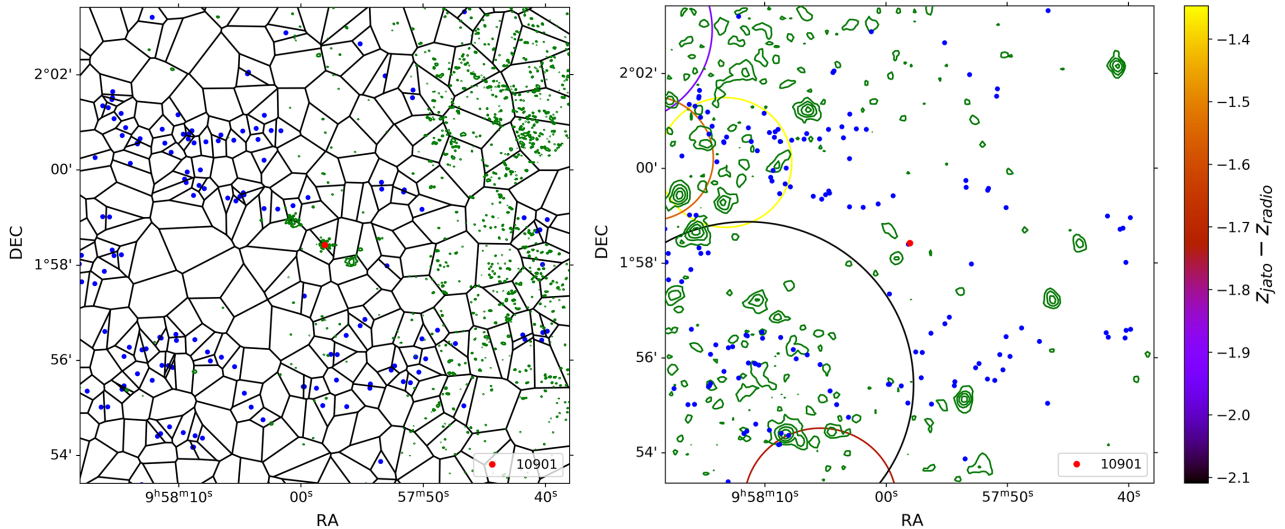 2°02'
00'
1°58'
56'
54'
DEC
9ʰ58ᵐ10ˢ
00ˢ
57ᵐ50ˢ
40ˢ
RA
10901
2°02'
00'
1°58'
56'
54'
DEC
9ʰ58ᵐ10ˢ
00ˢ
57ᵐ50ˢ
40ˢ
RA
10901
−1.4
−1.5
−1.6
−1.7
−1.8
−1.9
−2.0
−2.1
z_jato − z_radio